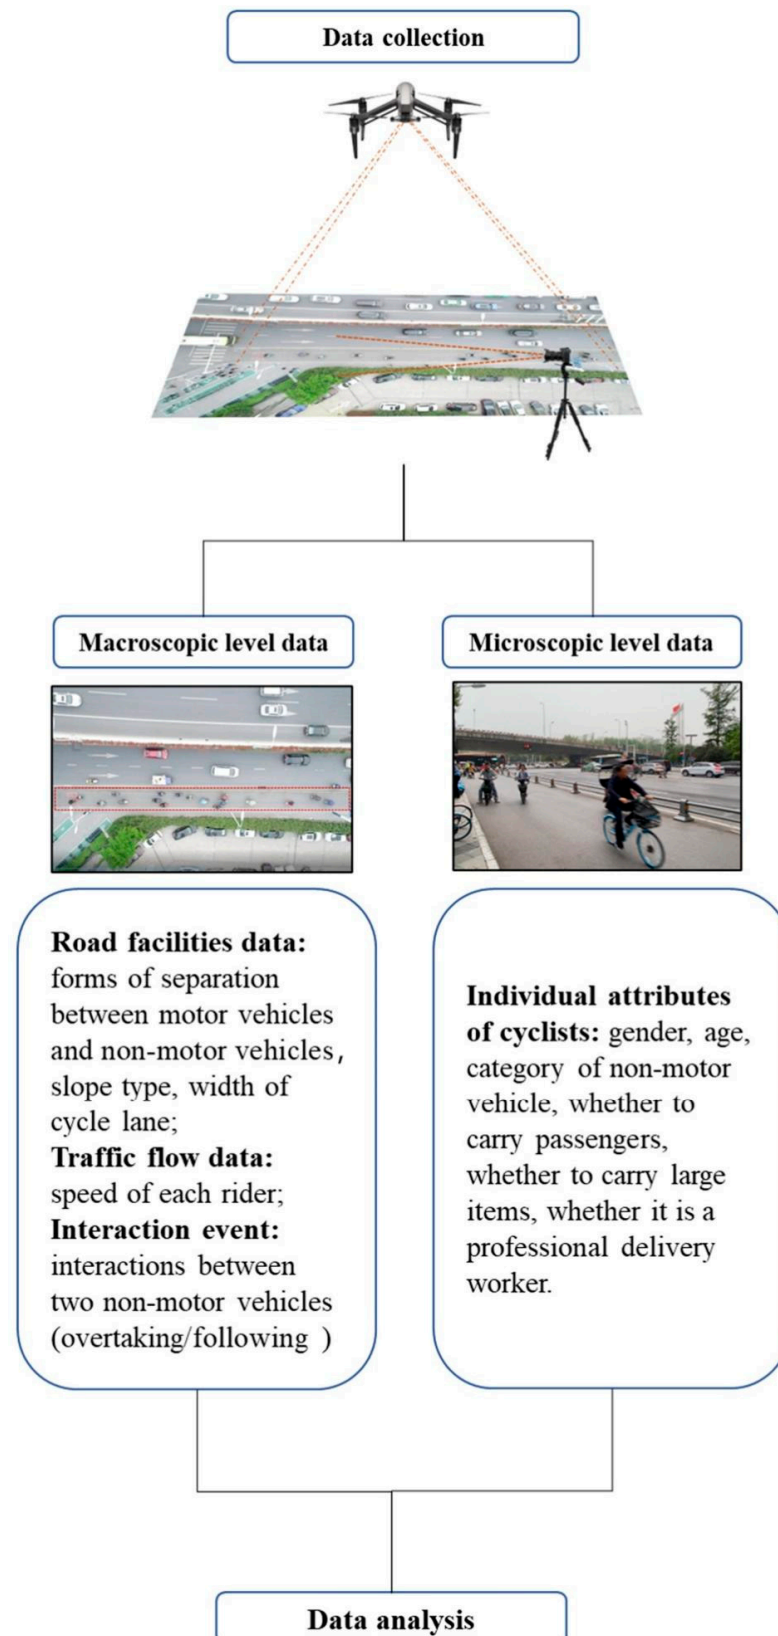 Data collection
Macroscopic level data
Microscopic level data
Road facilities data:
forms of separation
between motor vehicles
and non-motor vehicles,
slope type, width of
cycle lane;
Traffic flow data:
speed of each rider;
Interaction event:
interactions between
two non-motor vehicles
(overtaking/following )
Individual attributes
of cyclists: gender, age,
category of non-motor
vehicle, whether to
carry passengers,
whether to carry large
items, whether it is a
professional delivery
worker.
Data analysis